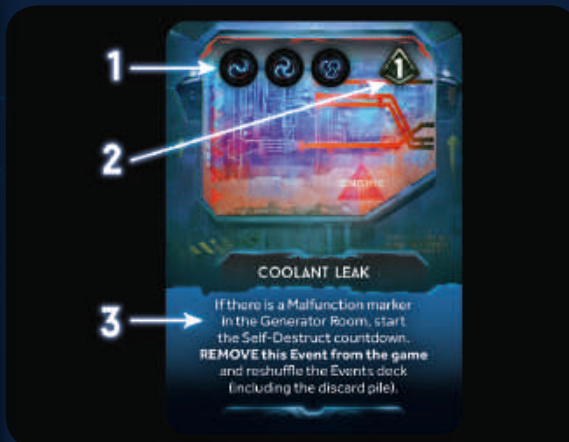 1
1
2
COOLANT LEAK
If there is a Malfunction marker
in the Generator Room, start
3
the Self-Destruct countdown.
REMOVE this Event from the game
and reshuffle the Events deck
(including the discard pile).